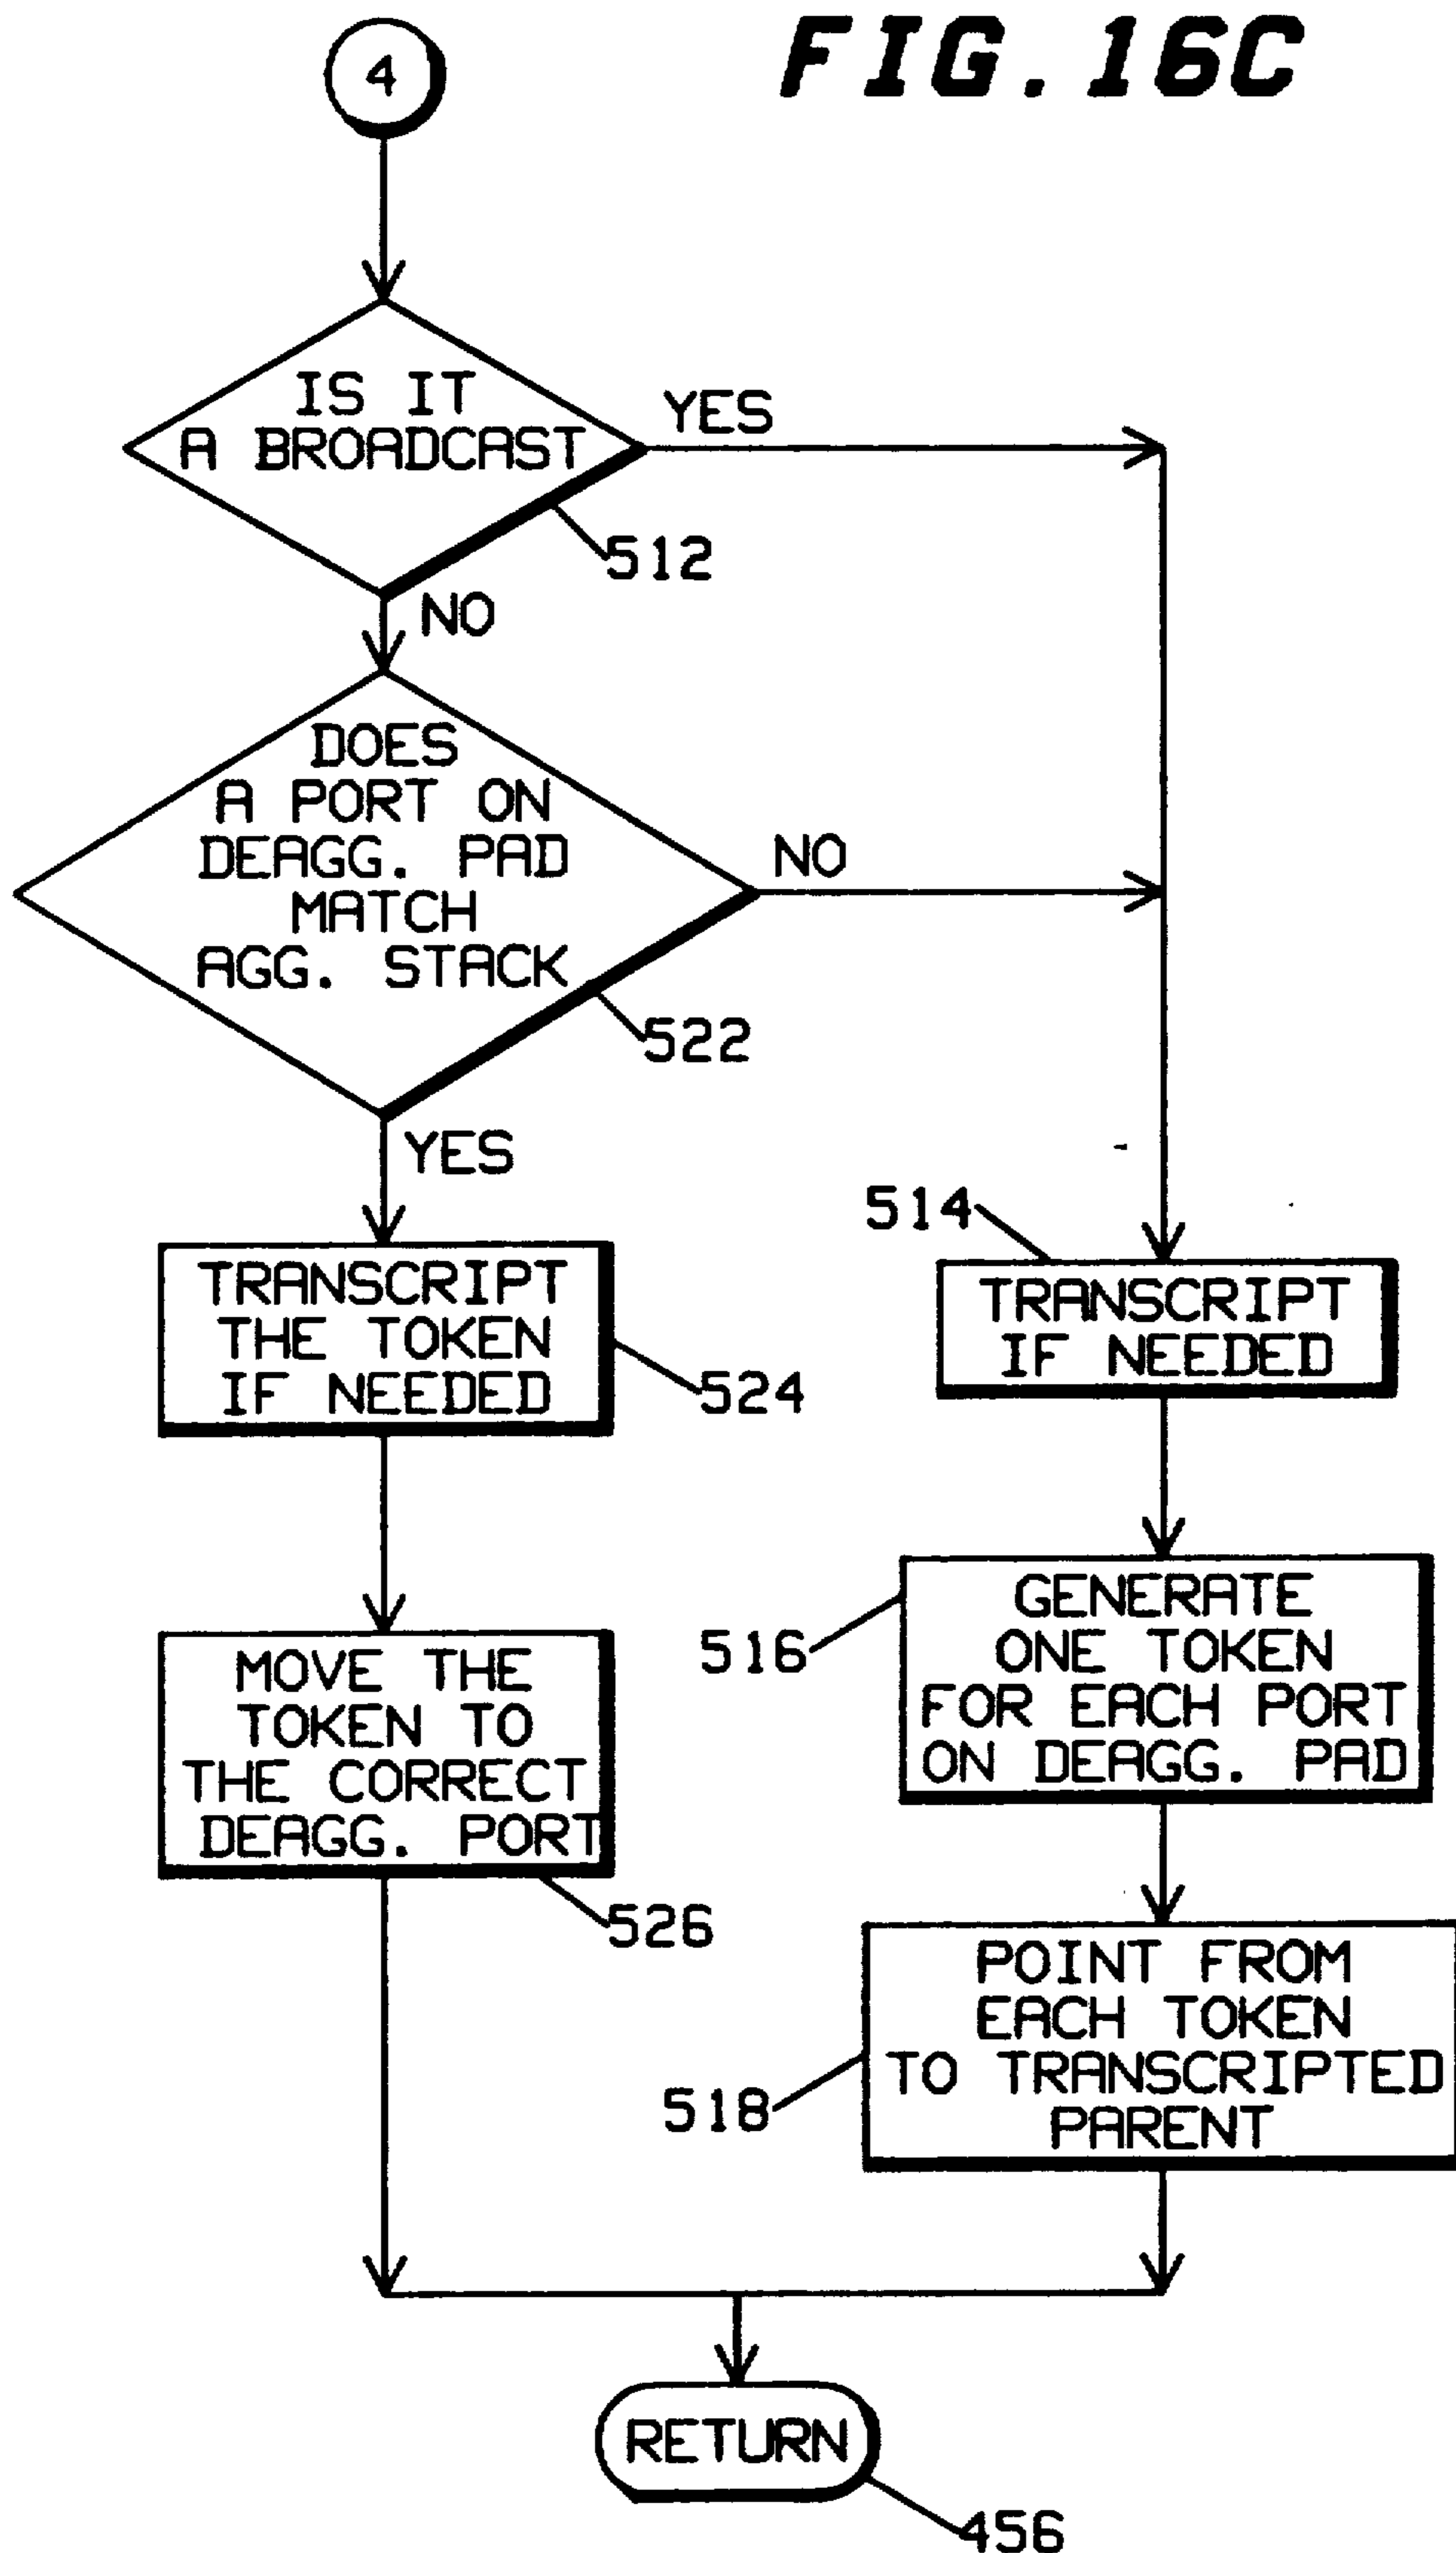 FIG. 16C
4
IS IT
A BROADCAST
YES
512
NO
DOES
A PORT ON
DEAGG. PAD
MATCH
AGG. STACK
NO
522
YES
TRANSCRIPT
THE TOKEN
IF NEEDED
524
MOVE THE
TOKEN TO
THE CORRECT
DEAGG. PORT
526
514
TRANSCRIPT
IF NEEDED
516
GENERATE
ONE TOKEN
FOR EACH PORT
ON DEAGG. PAD
518
POINT FROM
EACH TOKEN
TO TRANSCRIPTED
PARENT
RETURN
456